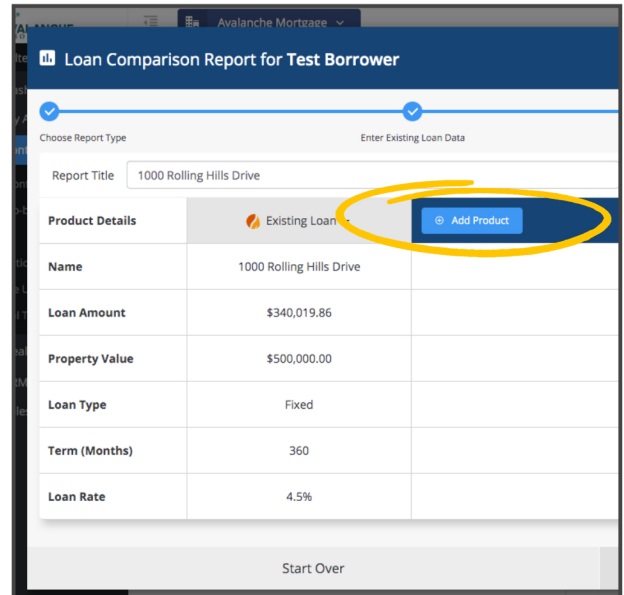 Avalanche Mortgage
Loan Comparison Report for Test Borrower
Choose Report Type
Enter Existing Loan Data
Report Title 1000 Rolling Hills Drive
Product Details Existing Loan Add Product
Name 1000 Rolling Hills Drive
Loan Amount $340,019.86
Property Value $500,000.00
Loan Type Fixed
Term (Months) 360
Loan Rate 4.5%
Start Over